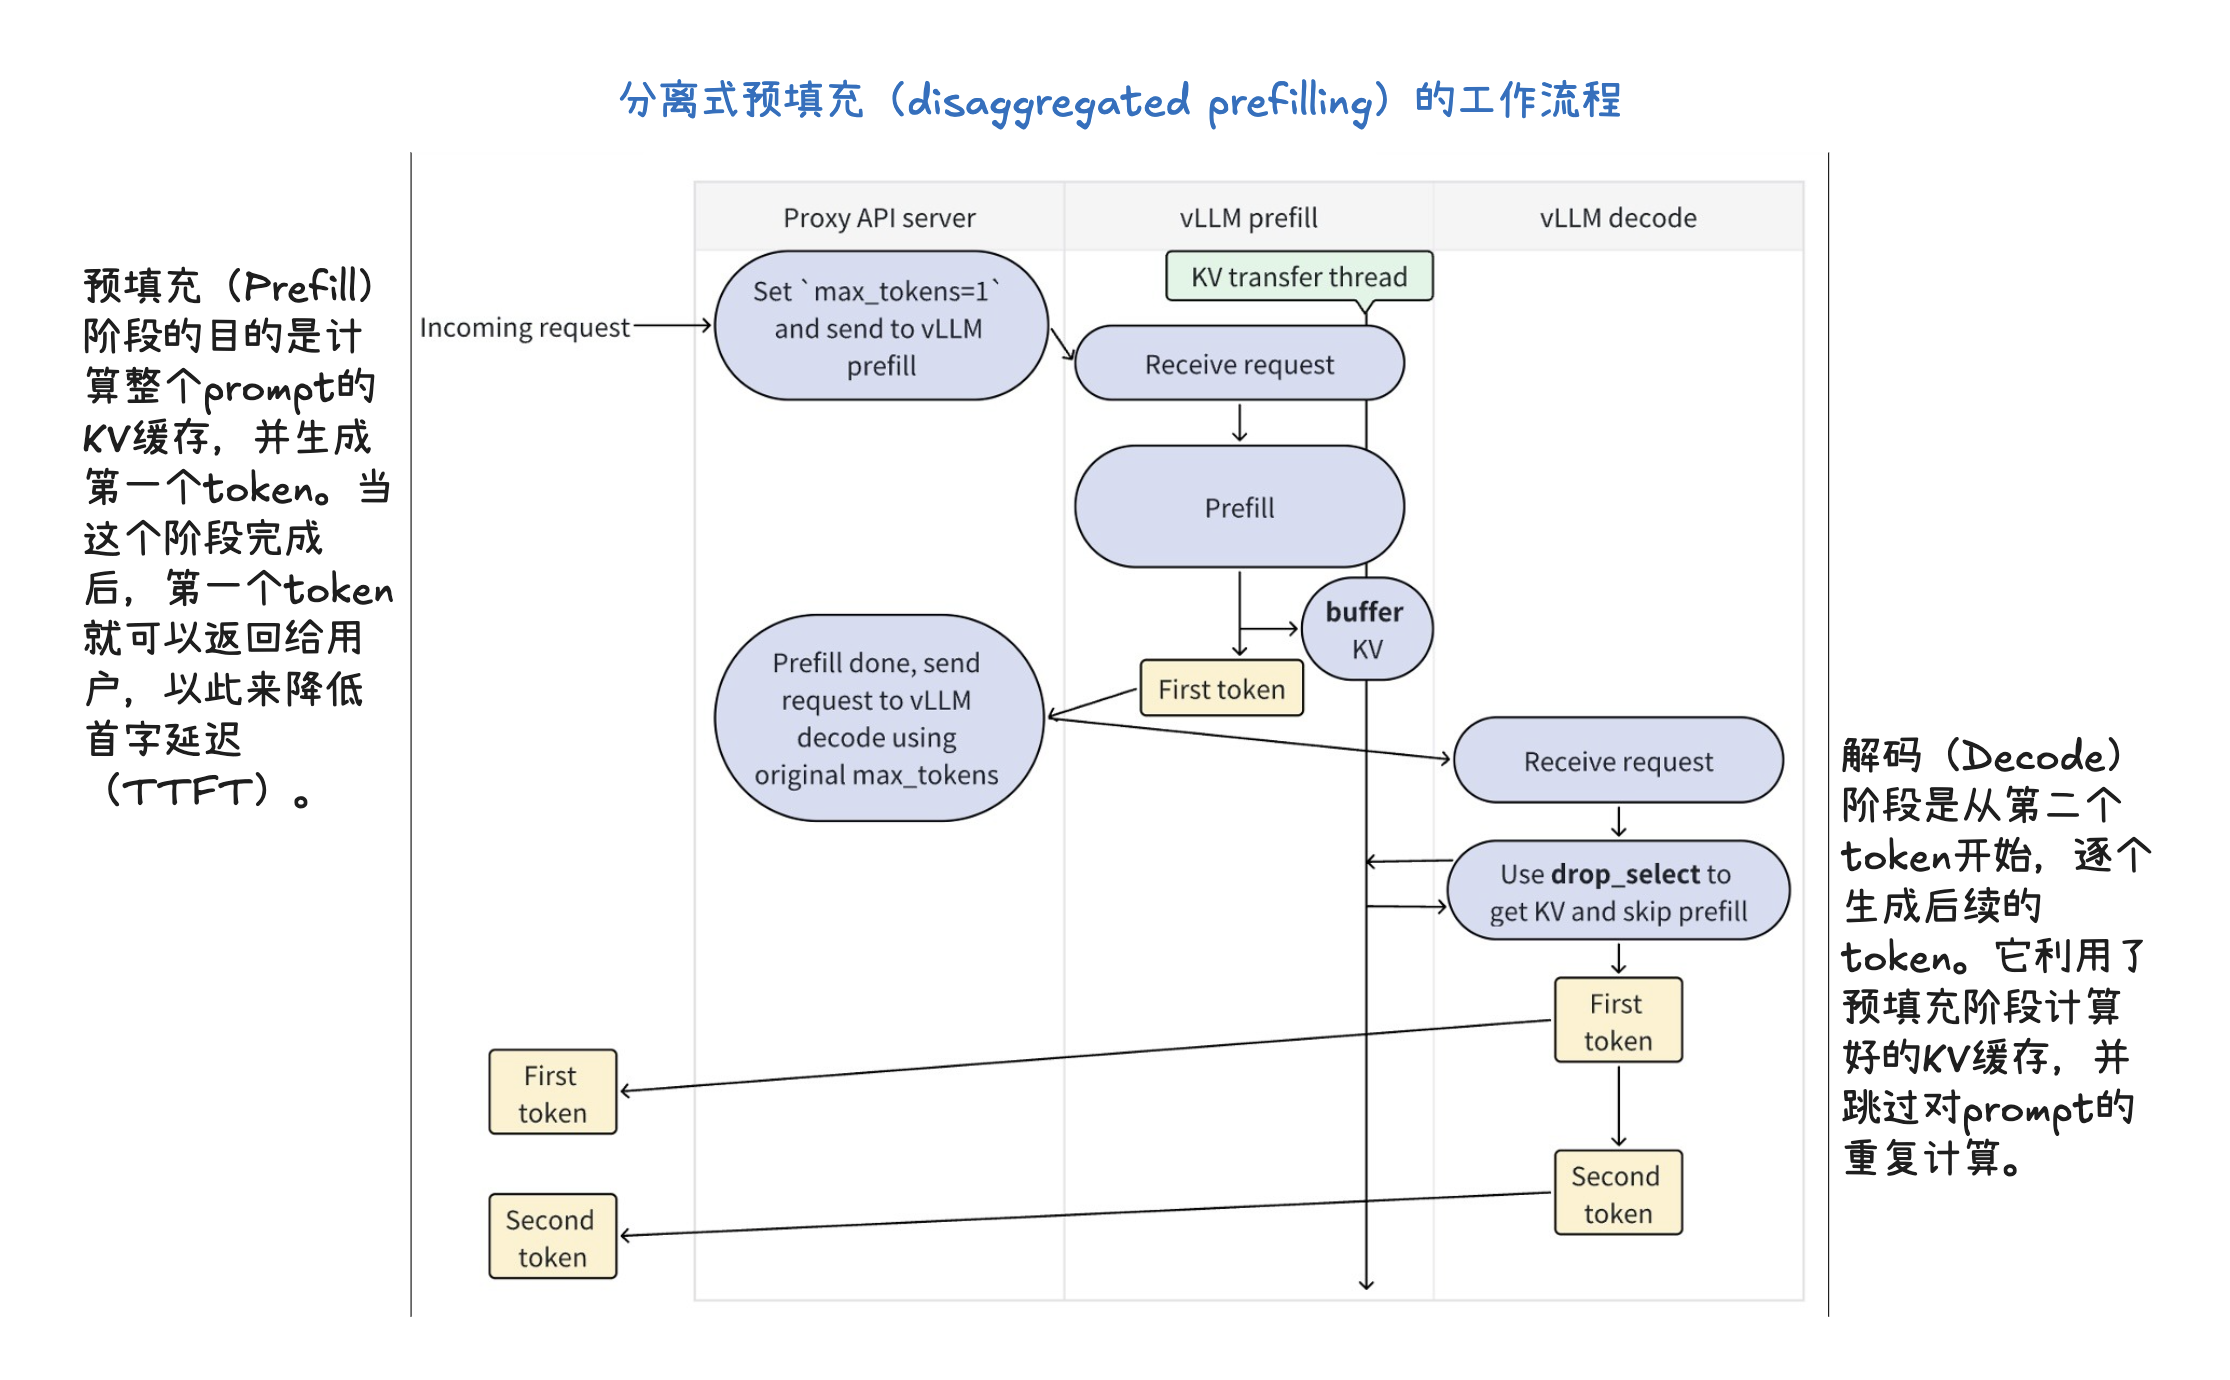 分离式预填充（disaggregated prefilling）的工作流程
预填充（Prefill）
阶段的目的是计
算整个prompt的
KV缓存，并生成
第一个token。当
这个阶段完成
后，第一个token
就可以返回给用
户，以此来降低
首字延迟
（TTFT）。
Proxy API server
vLLM prefill
vLLM decode
KV transfer thread
Incoming request
Set `max_tokens=1`
and send to vLLM
prefill
Receive request
Prefill
buffer
KV
First token
Prefill done, send
request to vLLM
decode using
original max_tokens
Receive request
Use drop_select to
get KV and skip prefill
First
token
First
token
Second
token
Second
token
解码（Decode）
阶段是从第二个
token开始，逐个
生成后续的
token。它利用了
预填充阶段计算
好的KV缓存，并
跳过对prompt的
重复计算。